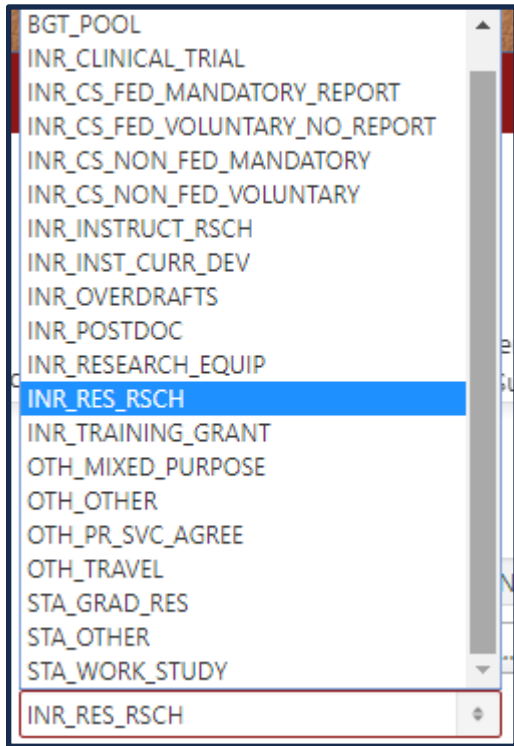 BGT_POOL
INR_CLINICAL_TRIAL
INR_CS_FED_MANDATORY_REPORT
INR_CS_FED_VOLUNTARY_NO_REPORT
INR_CS_NON_FED_MANDATORY
INR_CS_NON_FED_VOLUNTARY
INR_INSTRUCT_RSCH
INR_INST_CURR_DEV
INR_OVERDRAFTS
INR_POSTDOC
INR_RESEARCH_EQUIP
INR_RES_RSCH
INR_TRAINING_GRANT
OTH_MIXED_PURPOSE
OTH_OTHER
OTH_PR_SVC_AGREE
OTH_TRAVEL
STA_GRAD_RES
STA_OTHER
STA_WORK_STUDY
INR_RES_RSCH